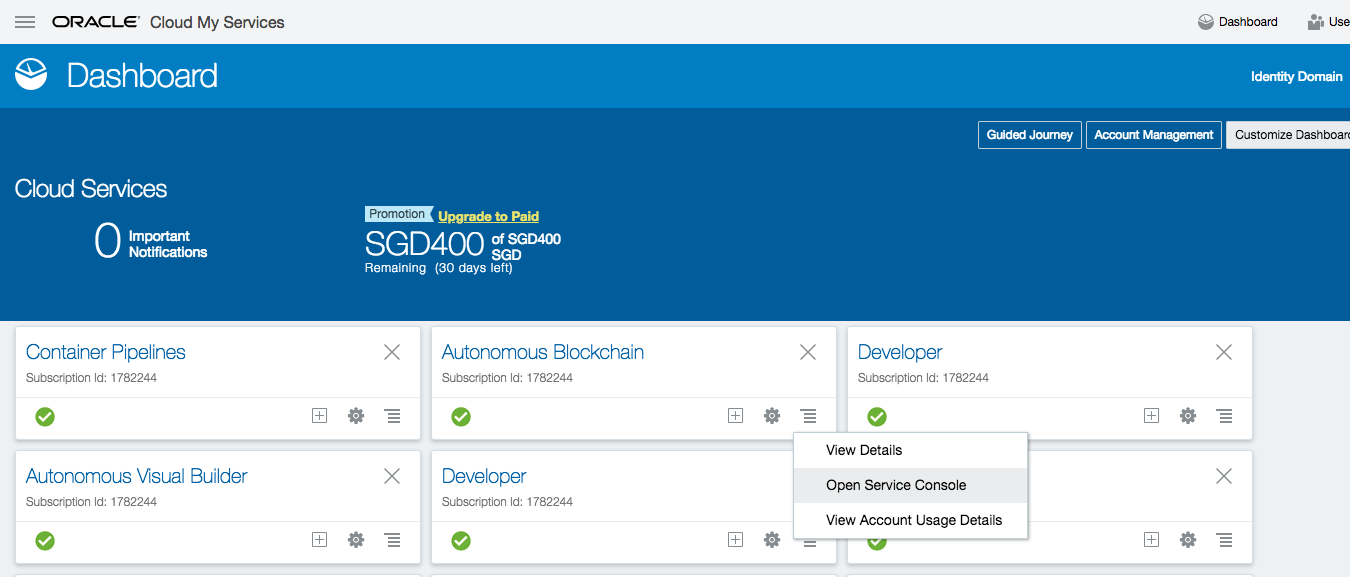 ORACLE Cloud My Services
Dashboard
Use
Dashboard
Identity Domain
Guided Journey
Account Management
Customize Dashboard
Cloud Services
0 Important
Notifications
Promotion Upgrade to Paid
SGD400 of SGD400
SGD
Remaining (30 days left)
Container Pipelines
Subscription Id: 1782244
Autonomous Blockchain
Subscription Id: 1782244
Developer
Subscription Id: 1782244
View Details
Open Service Console
View Account Usage Details
Autonomous Visual Builder
Subscription Id: 1782244
Developer
Subscription Id: 1782244